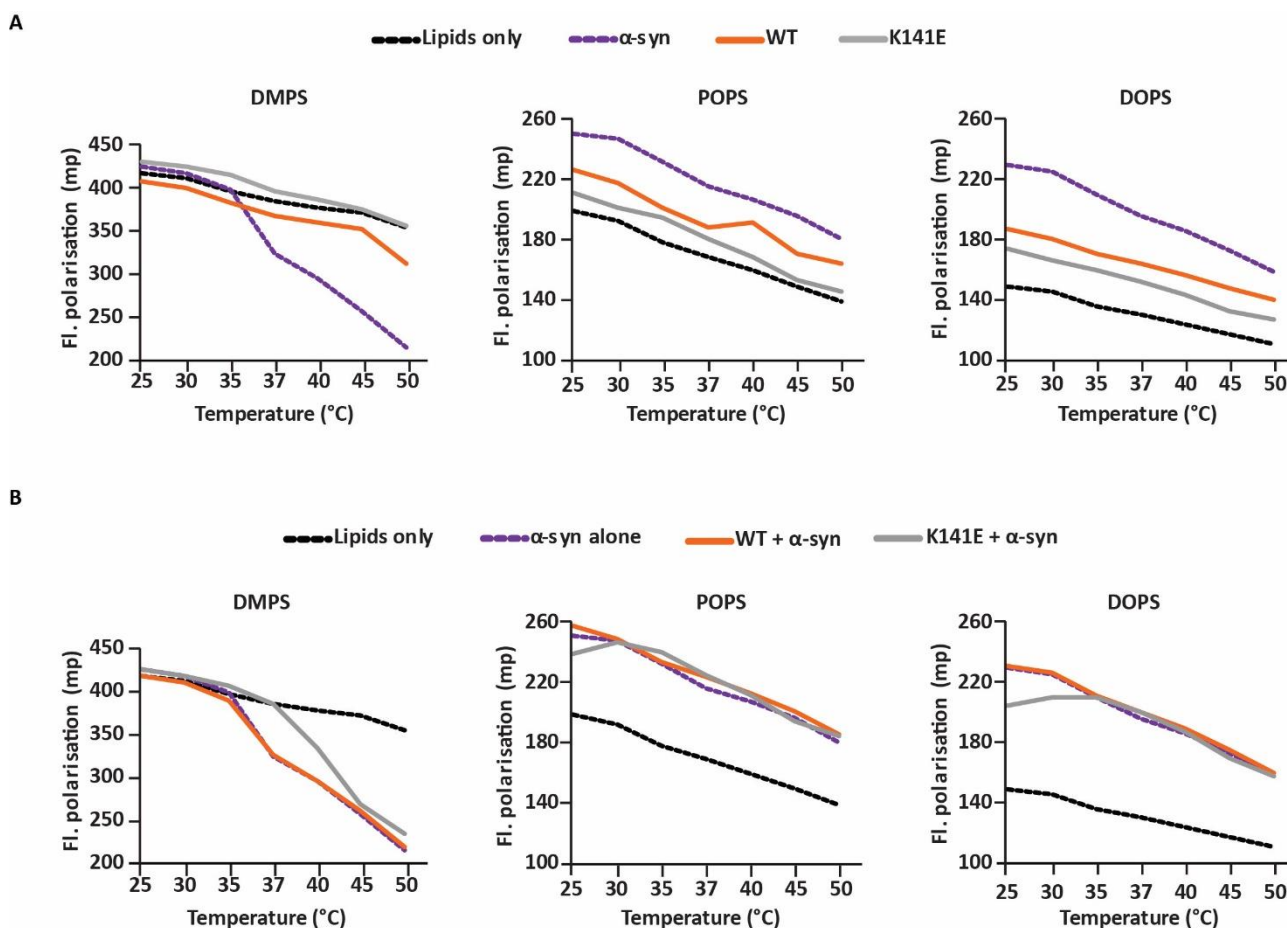 A
Lipids only α-syn WT K141E
DMPS POPS DOPS
Fl. polarisation (mp)
450
400
350
300
250
200
25 30 35 37 40 45 50
Temperature (°C)
Fl. polarisation (mp)
260
220
180
140
100
25 30 35 37 40 45 50
Temperature (°C)
Fl. polarisation (mp)
260
220
180
140
100
25 30 35 37 40 45 50
Temperature (°C)
B
Lipids only α-syn alone WT + α-syn K141E + α-syn
DMPS POPS DOPS
Fl. polarisation (mp)
450
400
350
300
250
200
25 30 35 37 40 45 50
Temperature (°C)
Fl. polarisation (mp)
260
220
180
140
100
25 30 35 37 40 45 50
Temperature (°C)
Fl. polarisation (mp)
260
220
180
140
100
25 30 35 37 40 45 50
Temperature (°C)